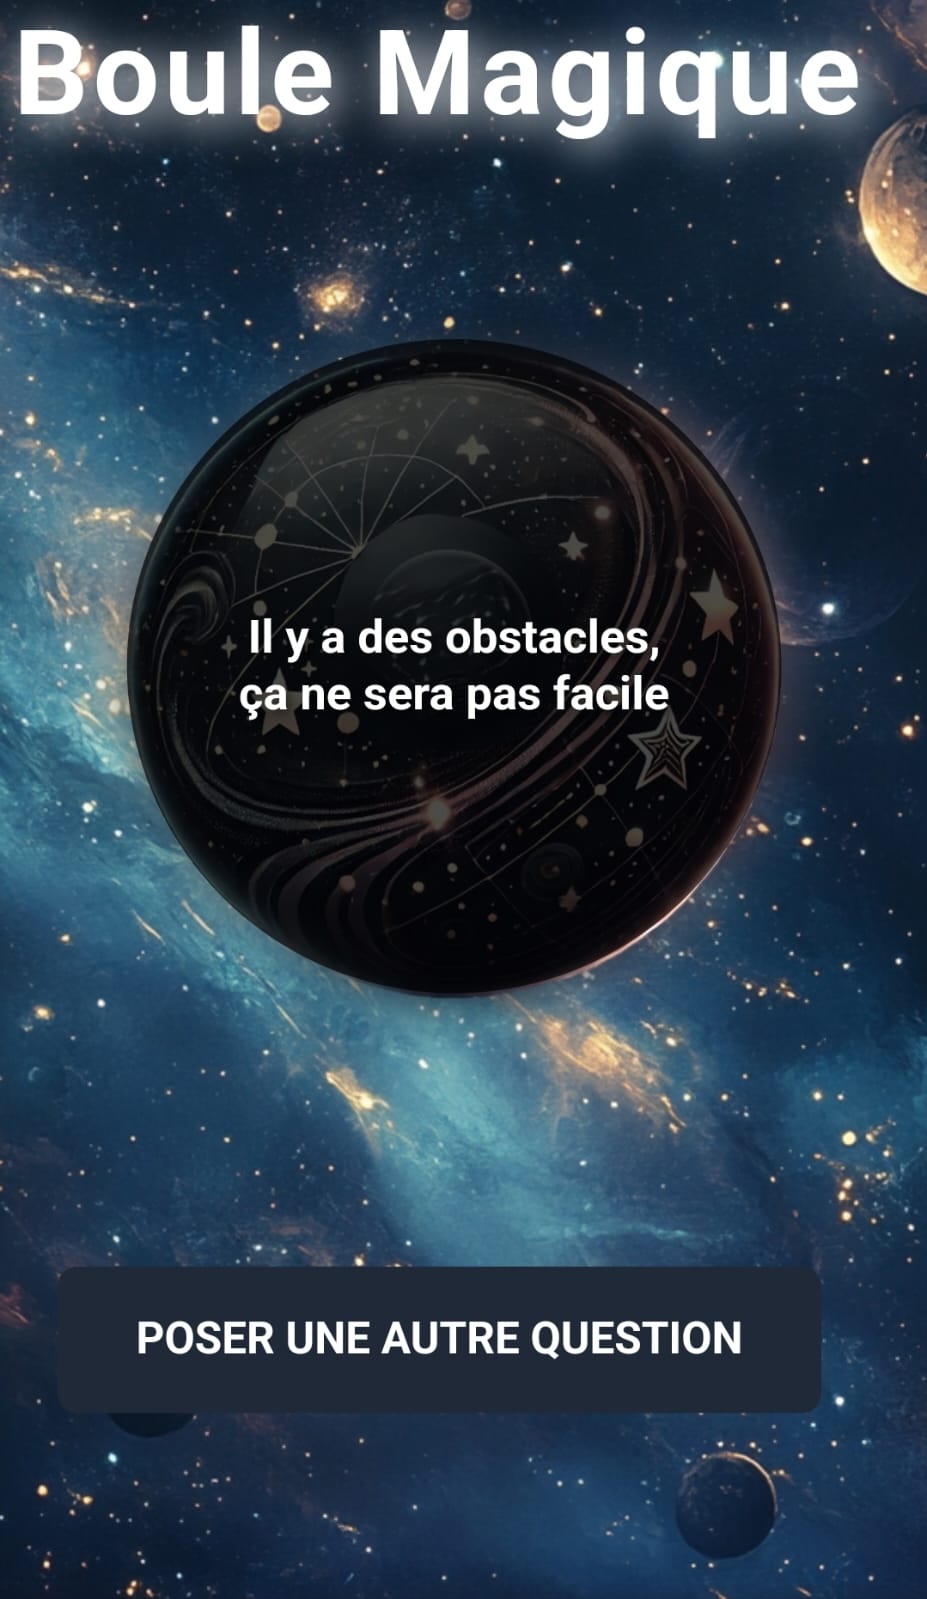 Boule Magique
Il y a des obstacles,
ça ne sera pas facile
POSER UNE AUTRE QUESTION